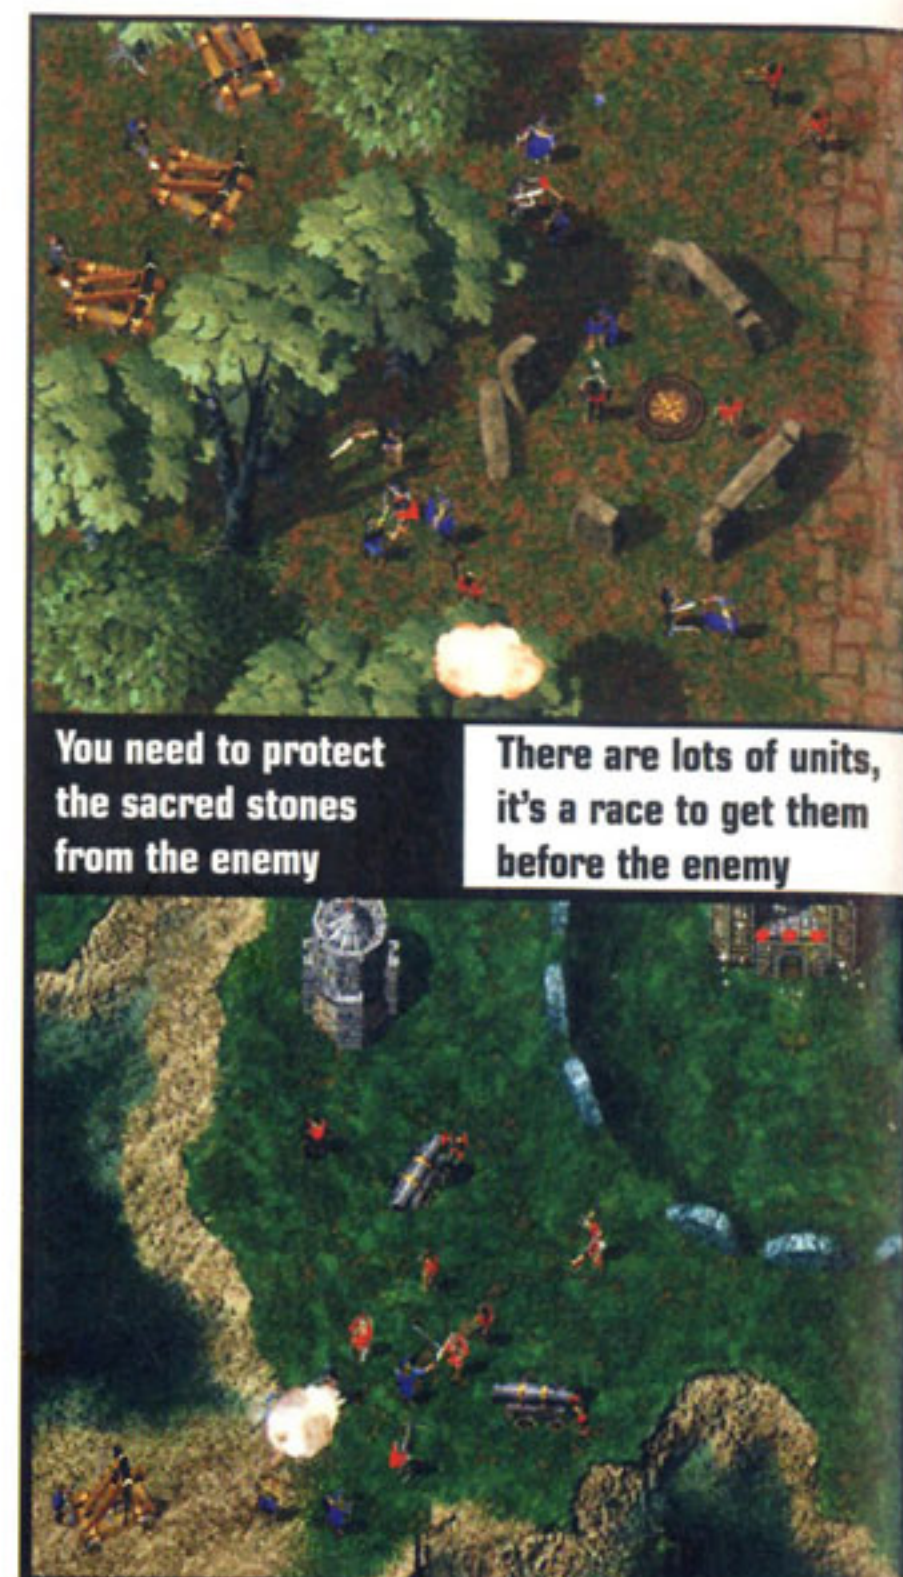 You need to protect
the sacred stones
from the enemy
There are lots of units,
it's a race to get them
before the enemy